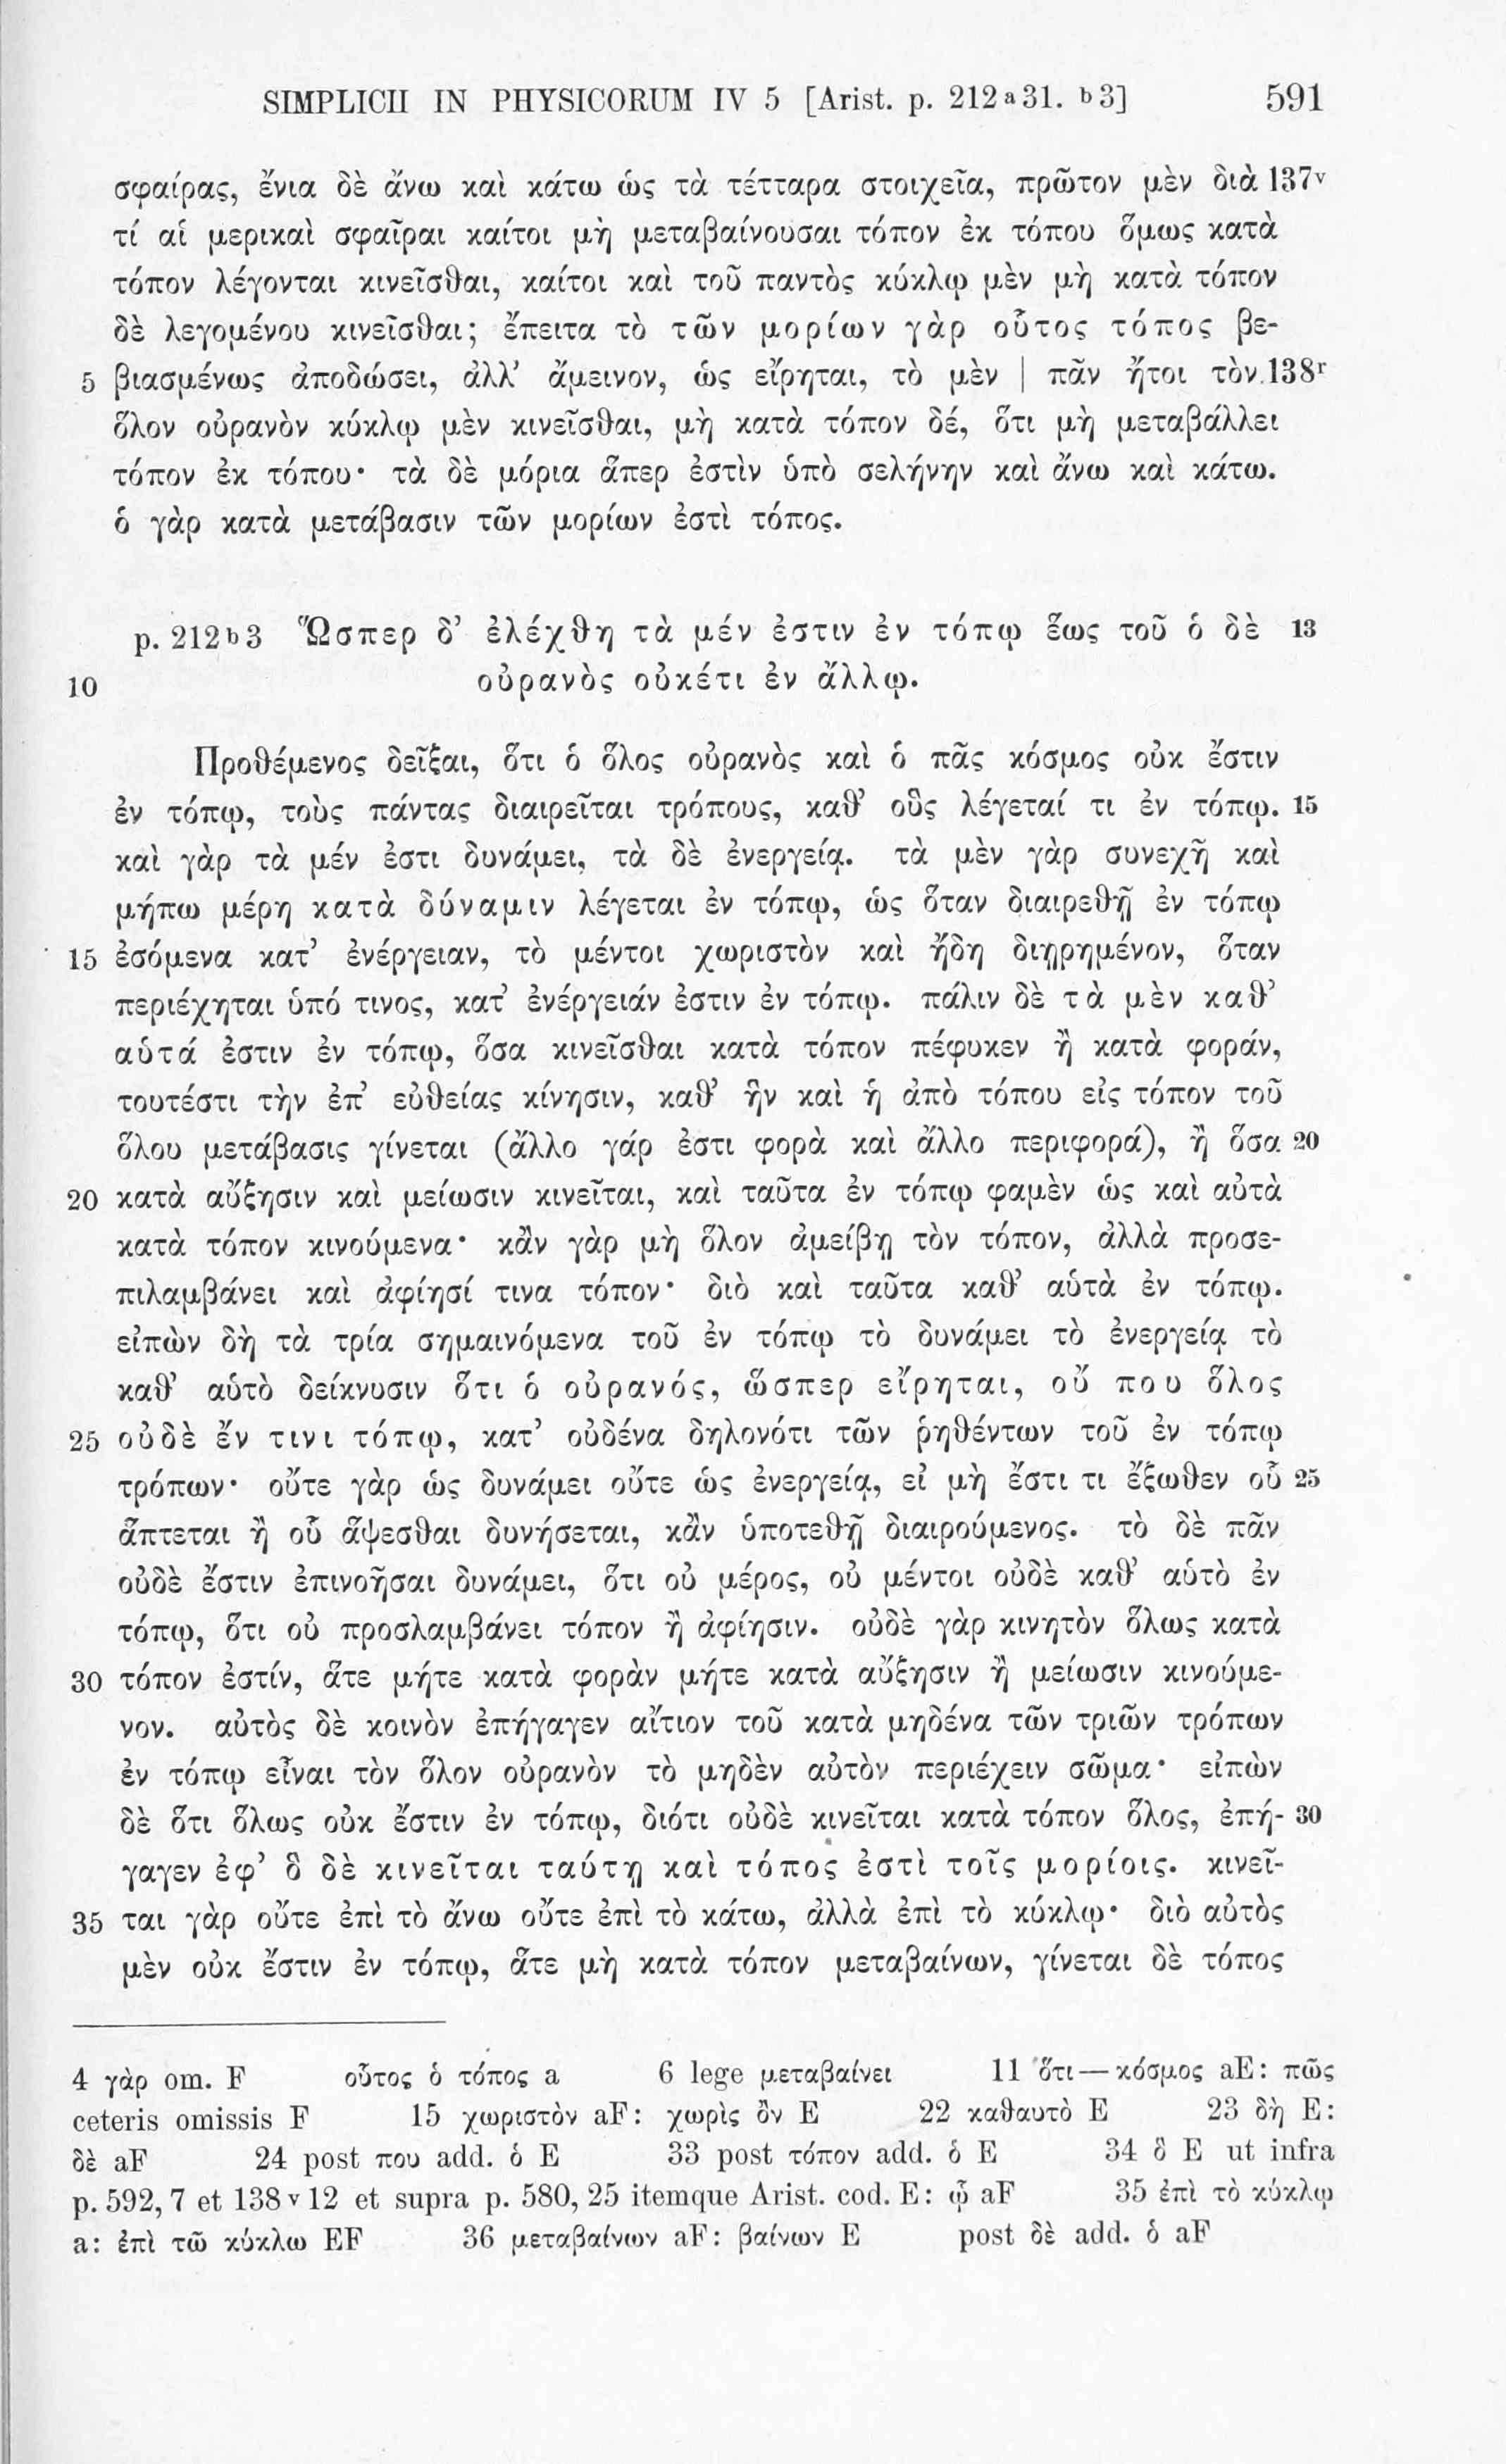 SIMPLICII IN PHYSICORUM IV 5 [Arist. p. 212ᵃ31. ᵇ3] 591
σφαίρας, ἔνια δὲ ἄνω καὶ κάτω ὡς τὰ τέτταρα στοιχεῖα, πρῶτον μὲν διὰ 137ᵛ
τί αἱ μερικαὶ σφαῖραι καίτοι μὴ μεταβαίνουσαι τόπον ἐκ τόπου ὅμως κατὰ
τόπον λέγονται κινεῖσθαι, καίτοι καὶ τοῦ παντὸς κύκλῳ μὲν μὴ κατὰ τόπον
δὲ λεγομένου κινεῖσθαι; ἔπειτα τὸ τῶν μορίων γὰρ οὗτος τόπος βε-
5 βιασμένως ἀποδώσει, ἀλλ’ ἄμεινον, ὡς εἴρηται, τὸ μὲν | πᾶν ἤτοι τὸν 138ʳ
ὅλον οὐρανὸν κύκλῳ μὲν κινεῖσθαι, μὴ κατὰ τόπον δέ, ὅτι μὴ μεταβάλλει
τόπον ἐκ τόπου· τὰ δὲ μόρια ἅπερ ἐστὶν ὑπὸ σελήνην καὶ ἄνω καὶ κάτω.
ὁ γὰρ κατὰ μετάβασιν τῶν μορίων ἐστὶ τόπος.
p. 212ᵇ3 Ὥσπερ δ’ ἐλέχθη τὰ μέν ἐστιν ἐν τόπῳ ἕως τοῦ ὁ δὲ 13
10 οὐρανὸς οὐκέτι ἐν ἄλλῳ.
Προθέμενος δεῖξαι, ὅτι ὁ ὅλος οὐρανὸς καὶ ὁ πᾶς κόσμος οὐκ ἔστιν
ἐν τόπῳ, τοὺς πάντας διαιρεῖται τρόπους, καθ’ οὓς λέγεταί τι ἐν τόπῳ. 15
καὶ γὰρ τὰ μέν ἐστι δυνάμει, τὰ δὲ ἐνεργείᾳ. τὰ μὲν γὰρ συνεχῆ καὶ
μήπω μέρη κατὰ δύναμιν λέγεται ἐν τόπῳ, ὡς ὅταν διαιρεθῇ ἐν τόπῳ
15 ἐσόμενα κατ’ ἐνέργειαν, τὸ μέντοι χωριστὸν καὶ ἤδη διῃρημένον, ὅταν
περιέχηται ὑπό τινος, κατ’ ἐνέργειάν ἐστιν ἐν τόπῳ. πάλιν δὲ τὰ μὲν καθ’
αὑτά ἐστιν ἐν τόπῳ, ὅσα κινεῖσθαι κατὰ τόπον πέφυκεν ἢ κατὰ φοράν,
τουτέστι τὴν ἐπ’ εὐθείας κίνησιν, καθ’ ἣν καὶ ἡ ἀπὸ τόπου εἰς τόπον τοῦ
ὅλου μετάβασις γίνεται (ἄλλο γάρ ἐστι φορὰ καὶ ἄλλο περιφορά), ἢ ὅσα 20
20 κατὰ αὔξησιν καὶ μείωσιν κινεῖται, καὶ ταῦτα ἐν τόπῳ φαμὲν ὡς καὶ αὐτὰ
κατὰ τόπον κινούμενα· κἂν γὰρ μὴ ὅλον ἀμείβῃ τὸν τόπον, ἀλλὰ προσε-
πιλαμβάνει καὶ ἀφίησί τινα τόπον· διὸ καὶ ταῦτα καθ’ αὑτὰ ἐν τόπῳ.
εἰπὼν δὴ τὰ τρία σημαινόμενα τοῦ ἐν τόπῳ τὸ δυνάμει τὸ ἐνεργείᾳ τὸ
καθ’ αὑτὸ δείκνυσιν ὅτι ὁ οὐρανός, ὥσπερ εἴρηται, οὔ που ὅλος
25 οὐδὲ ἔν τινι τόπῳ, κατ’ οὐδένα δηλονότι τῶν ῥηθέντων τοῦ ἐν τόπῳ
τρόπων· οὔτε γὰρ ὡς δυνάμει οὔτε ὡς ἐνεργείᾳ, εἰ μὴ ἔστι τι ἔξωθεν οὗ 25
ἅπτεται ἢ οὗ ἅψεσθαι δυνήσεται, κἂν ὑποτεθῇ διαιρούμενος. τὸ δὲ πᾶν
οὐδὲ ἔστιν ἐπινοῆσαι δυνάμει, ὅτι οὐ μέρος, οὐ μέντοι οὐδὲ καθ’ αὑτὸ ἐν
τόπῳ, ὅτι οὐ προσλαμβάνει τόπον ἢ ἀφίησιν. οὐδὲ γὰρ κινητὸν ὅλως κατὰ
30 τόπον ἐστίν, ἅτε μήτε κατὰ φορὰν μήτε κατὰ αὔξησιν ἢ μείωσιν κινούμε-
νον. αὐτὸς δὲ κοινὸν ἐπήγαγεν αἴτιον τοῦ κατὰ μηδένα τῶν τριῶν τρόπων
ἐν τόπῳ εἶναι τὸν ὅλον οὐρανὸν τὸ μηδὲν αὐτὸν περιέχειν σῶμα· εἰπὼν
δὲ ὅτι ὅλως οὐκ ἔστιν ἐν τόπῳ, διότι οὐδὲ κινεῖται κατὰ τόπον ὅλος, ἐπή- 30
γαγεν ἐφ’ ὃ δὲ κινεῖται ταύτῃ καὶ τόπος ἐστὶ τοῖς μορίοις. κινεῖ-
35 ται γὰρ οὔτε ἐπὶ τὸ ἄνω οὔτε ἐπὶ τὸ κάτω, ἀλλὰ ἐπὶ τὸ κύκλῳ· διὸ αὐτὸς
μὲν οὐκ ἔστιν ἐν τόπῳ, ἅτε μὴ κατὰ τόπον μεταβαίνων, γίνεται δὲ τόπος
4 γὰρ om. F οὗτος ὁ τόπος a 6 lege μεταβαίνει 11 ὅτι — κόσμος aE: πῶς
ceteris omissis F 15 χωριστὸν aF: χωρὶς ὂν E 22 καθαυτὸ E 23 δὴ E:
δὲ aF 24 post που add. ὁ E 33 post τόπον add. ὁ E 34 ὃ E ut infra
p. 592, 7 et 138ᵛ12 et supra p. 580, 25 itemque Arist. cod. E: ᾧ aF 35 ἐπὶ τὸ κύκλῳ
a: ἐπὶ τῶ κύκλω EF 36 μεταβαίνων aF: βαίνων E post δὲ add. ὁ aF